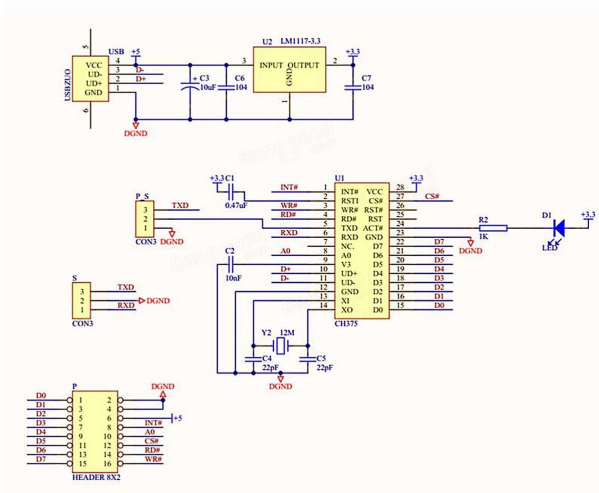 U2 LM1117-3.3
5 USB +5
VCC 4 3 INPUT OUTPUT 2 +3.3
UD- 3 D- GND
UD+ 2 D+
GND 1 1
USBZUO
6
+ C3 10uF
C6 104
C7 104
DGND
U1
+3.3 C1 0.47uF
INT# 1 INT# VCC 28 +3.3
2 RST1 CS# 27 CS#
WR# 3 WR# RST# 26
RD# 4 RD# RST 25
5 TXD ACT# 24
RXD 6 RXD GND 23
7 NC. D7 22 D7
A0 8 A0 D6 21 D6
9 V3 D5 20 D5
D+ 10 UD+ D4 19 D4
D- 11 UD- D3 18 D3
12 GND D2 17 D2
13 XI D1 16 D1
14 XO D0 15 D0
CH375
R2 1K
D1 LED
+3.3
DGND
P_S
3 TXD
2
1 DGND
CON3
C2 10nF
S
3 TXD
2 DGND
1 RXD
CON3
Y2 12M
C4 22pF
C5 22pF
DGND
P DGND
D0 1 2
D1 3 4
D2 5 6 +5
D3 7 8 INT#
D4 9 10 A0
D5 11 12 CS#
D6 13 14 RD#
D7 15 16 WR#
HEADER 8X2